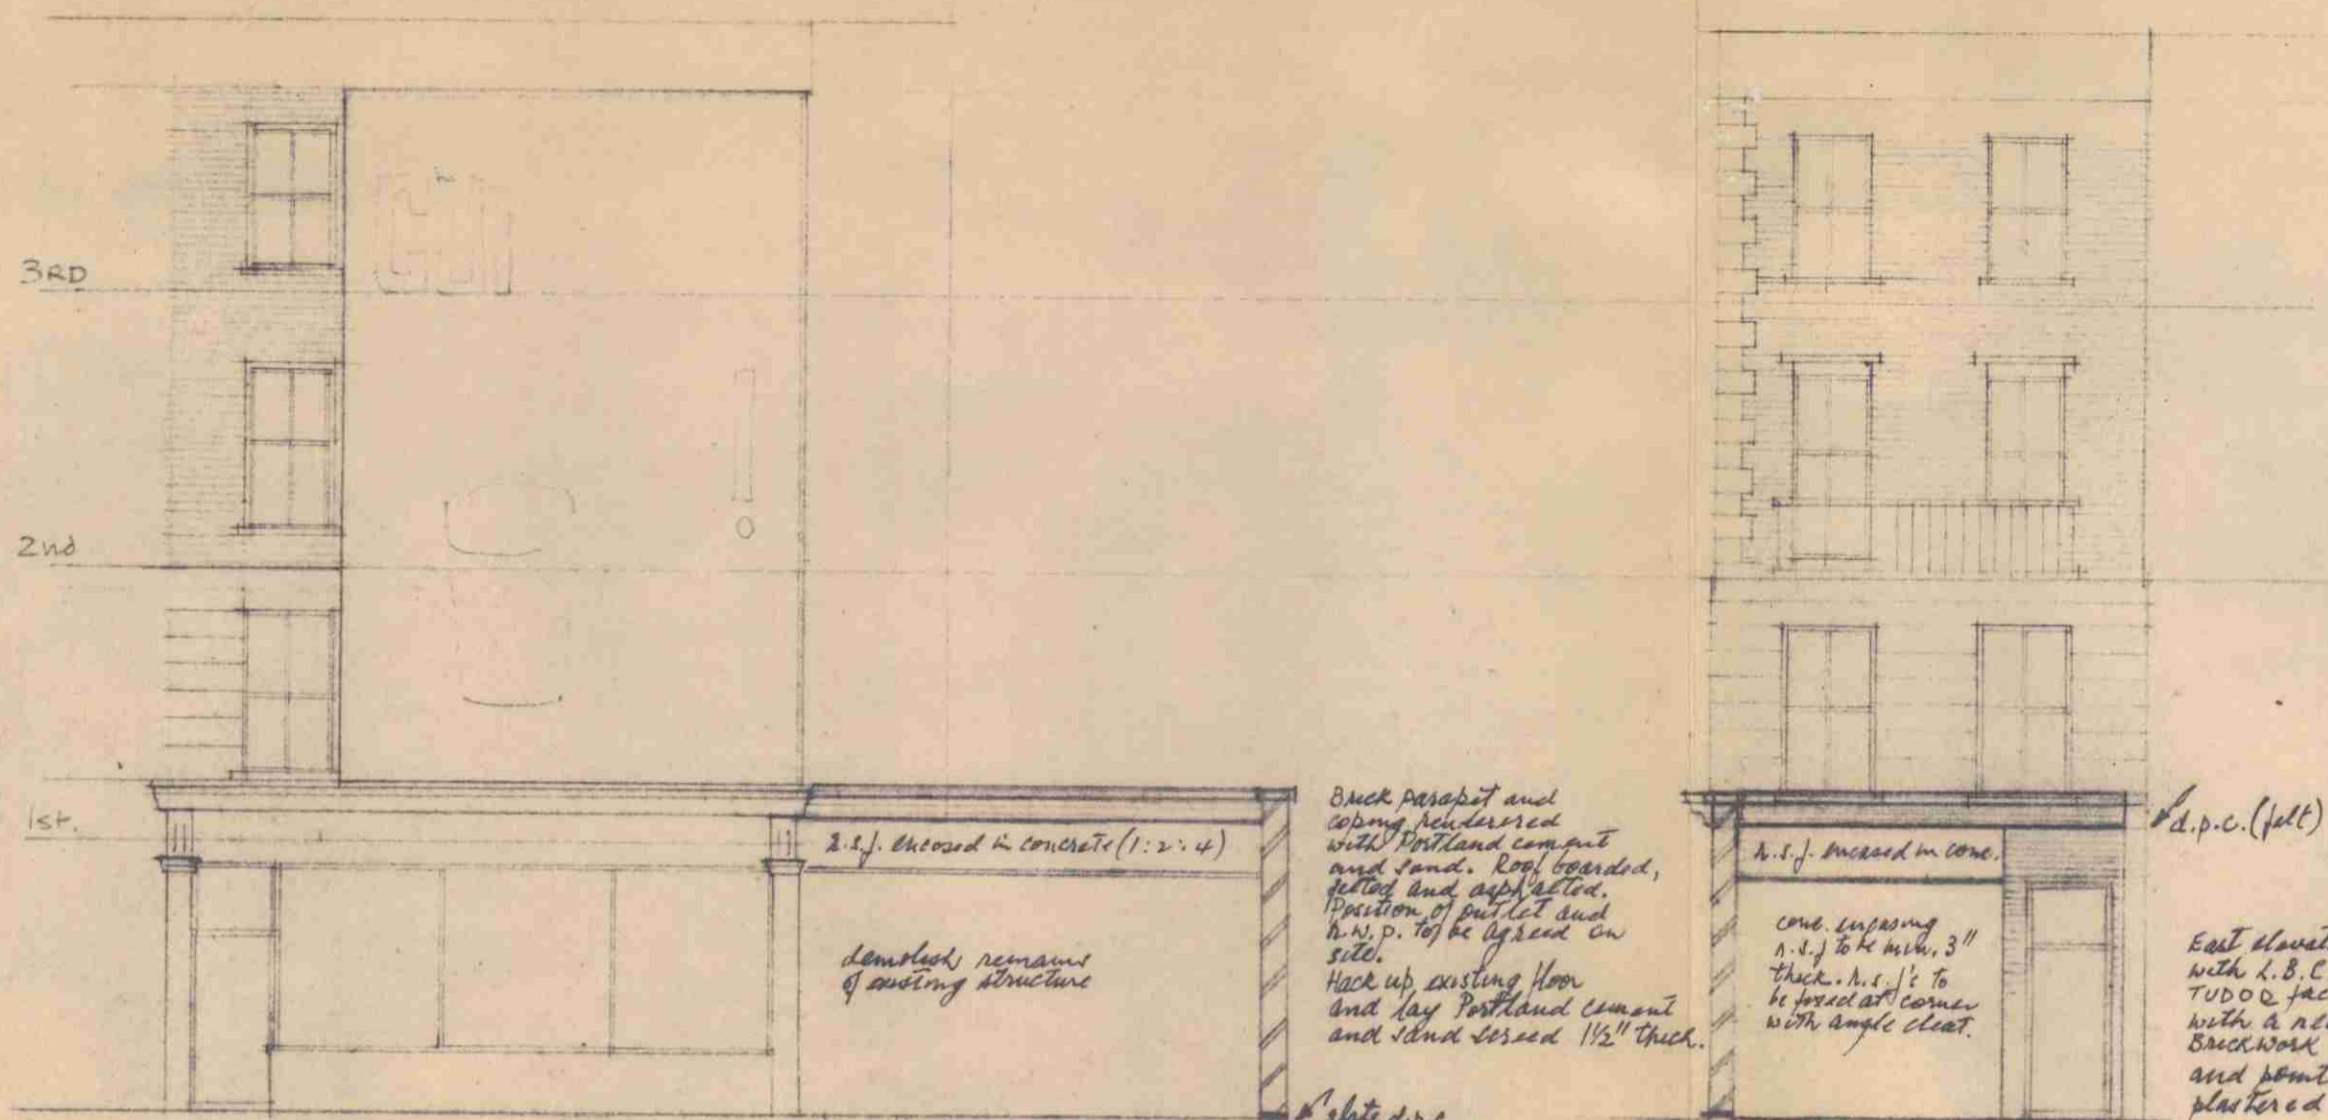 3RD
2nd
1st.
r.s.j. encased in concrete (1:2:4)
demolish remains
of existing structure
Brick parapit and
coping renderered
with Portland cement
and sand. Roof boarded,
felted and asphalted.
Position of outlet and
r.w.p. to be agreed on
site.
Hack up existing floor
and lay Portland cement
and sand screed 1½" thick.
slate d.p.c.
r.s.j. encased in conc.
conc. encasing
r.s.j to be min. 3"
thick. r.s.j's to
be fixed at corner
with angle cleat.
d.p.c. (felt)
East elevat
with L.B.C.
TUDOR fac
with a
Brickwork
and point
plastered